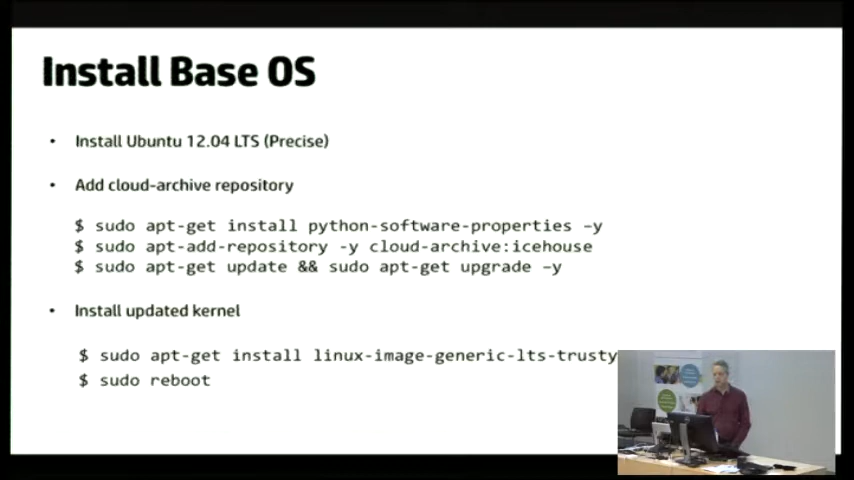 Install Base OS
• Install Ubuntu 12.04 LTS (Precise)
• Add cloud-archive repository
$ sudo apt-get install python-software-properties –y
$ sudo apt-add-repository -y cloud-archive:icehouse
$ sudo apt-get update && sudo apt-get upgrade –y
• Install updated kernel
$ sudo apt-get install linux-image-generic-lts-trusty
$ sudo reboot